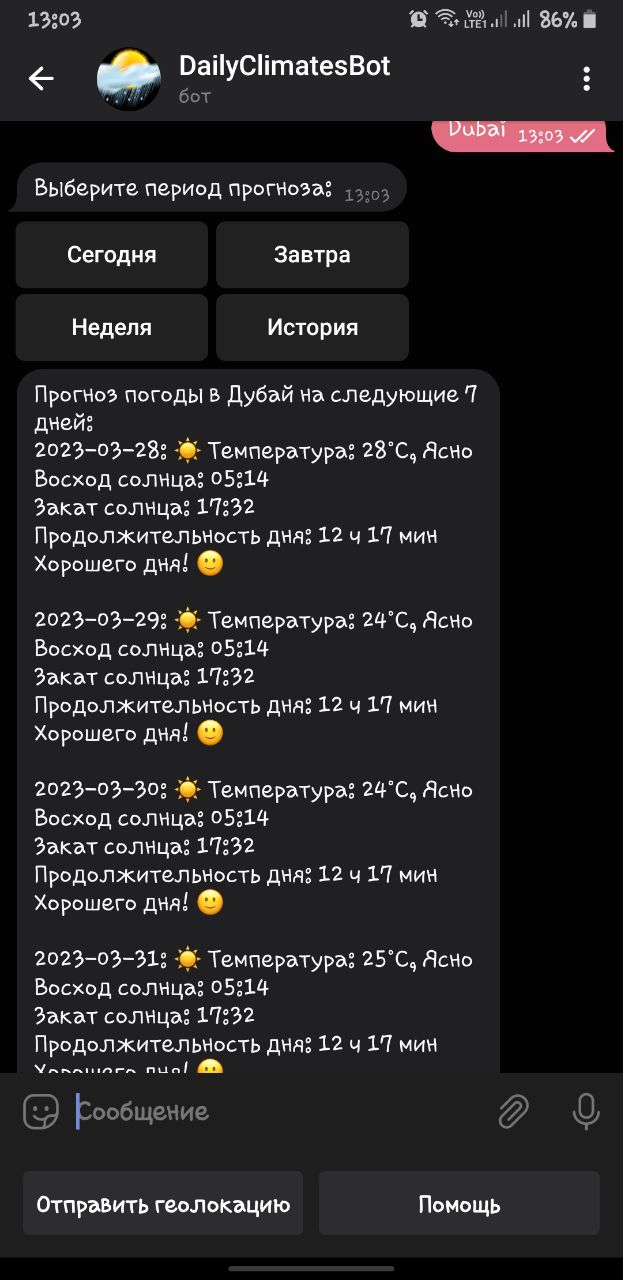 13:03
Vo))
LTE1
86%
DailyClimatesBot
бот
Dubai 13:03
Выберите период прогноза: 13:03
Сегодня Завтра
Неделя История
Прогноз погоды в Дубай на следующие 7
дней:
2023-03-28: ☀️ Температура: 28°C, Ясно
Восход солнца: 05:14
Закат солнца: 17:32
Продолжительность дня: 12 ч 17 мин
Хорошего дня! 🙂
2023-03-29: ☀️ Температура: 24°C, Ясно
Восход солнца: 05:14
Закат солнца: 17:32
Продолжительность дня: 12 ч 17 мин
Хорошего дня! 🙂
2023-03-30: ☀️ Температура: 24°C, Ясно
Восход солнца: 05:14
Закат солнца: 17:32
Продолжительность дня: 12 ч 17 мин
Хорошего дня! 🙂
2023-03-31: ☀️ Температура: 25°C, Ясно
Восход солнца: 05:14
Закат солнца: 17:32
Продолжительность дня: 12 ч 17 мин
Хорошего дня! 🙂
Сообщение
Отправить геолокацию Помощь